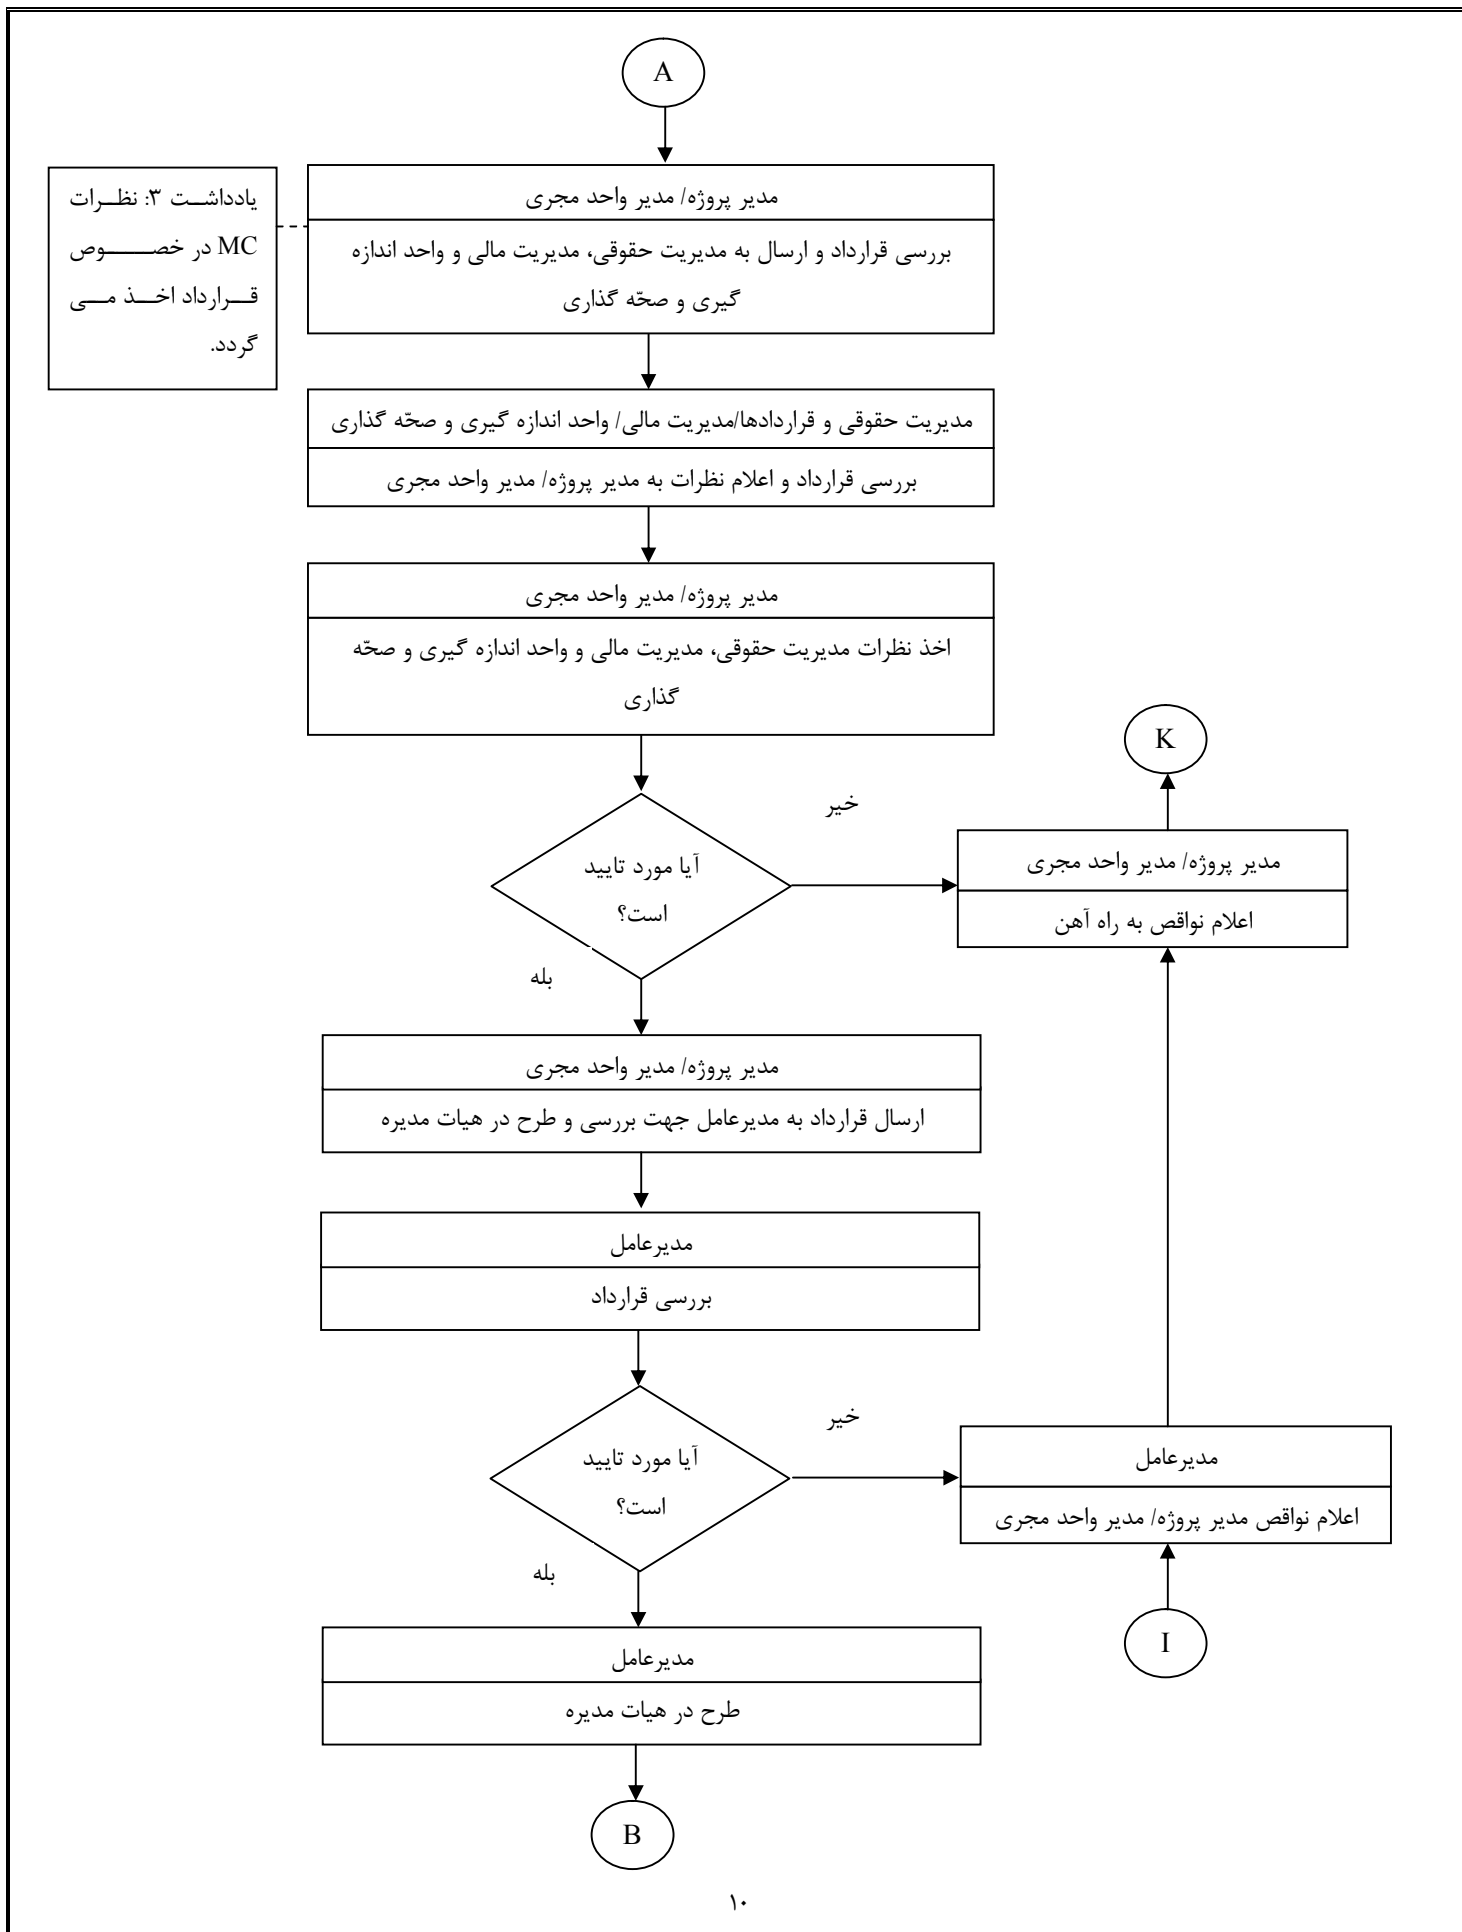 A
مدیر پروژه/ مدیر واحد مجری
بررسی قرارداد و ارسال به مدیریت حقوقی، مدیریت مالی و واحد اندازه
گیری و صحّه گذاری
یادداشت ۳: نظرات
MC در خصوص
قرارداد اخذ می
گردد.
مدیریت حقوقی و قراردادها/مدیریت مالی/ واحد اندازه گیری و صحّه گذاری
بررسی قرارداد و اعلام نظرات به مدیر پروژه/ مدیر واحد مجری
مدیر پروژه/ مدیر واحد مجری
اخذ نظرات مدیریت حقوقی، مدیریت مالی و واحد اندازه گیری و صحّه
گذاری
K
خیر
آیا مورد تایید
است؟
مدیر پروژه/ مدیر واحد مجری
اعلام نواقص به راه آهن
بله
مدیر پروژه/ مدیر واحد مجری
ارسال قرارداد به مدیرعامل جهت بررسی و طرح در هیات مدیره
مدیرعامل
بررسی قرارداد
خیر
آیا مورد تایید
است؟
مدیرعامل
اعلام نواقص مدیر پروژه/ مدیر واحد مجری
بله
I
مدیرعامل
طرح در هیات مدیره
B
۱۰